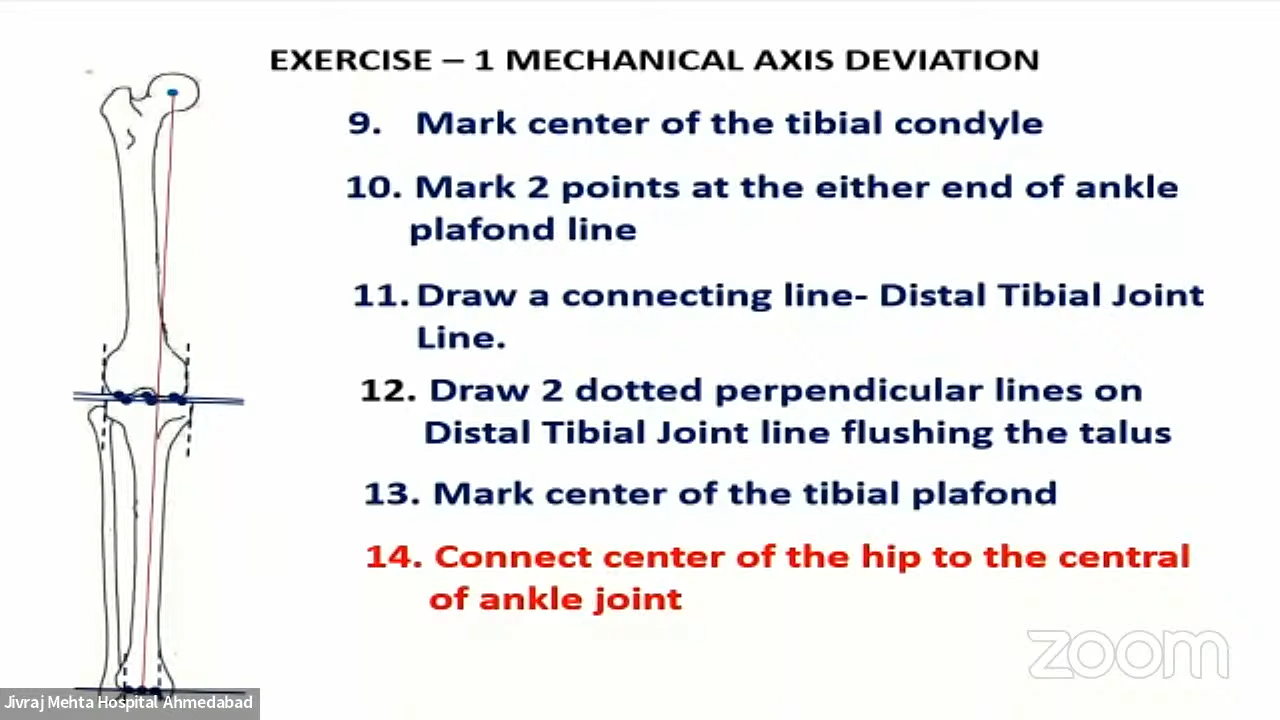 EXERCISE – 1 MECHANICAL AXIS DEVIATION
9. Mark center of the tibial condyle
10. Mark 2 points at the either end of ankle
plafond line
11. Draw a connecting line- Distal Tibial Joint
Line.
12. Draw 2 dotted perpendicular lines on
Distal Tibial Joint line flushing the talus
13. Mark center of the tibial plafond
14. Connect center of the hip to the central
of ankle joint
zoom
Jivraj Mehta Hospital Ahmedabad